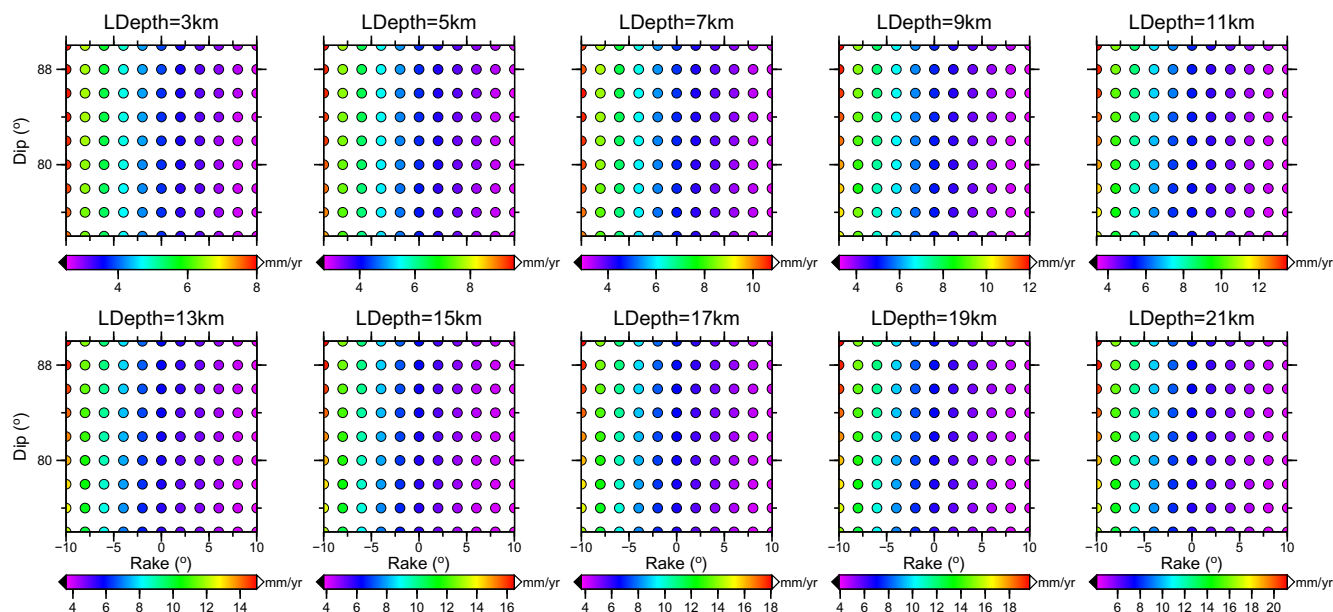 LDepth=3km LDepth=5km LDepth=7km LDepth=9km LDepth=11km
88
Dip (º)
80
mm/yr mm/yr mm/yr mm/yr mm/yr
4 6 8 4 6 8 4 6 8 10 4 6 8 10 12 4 6 8 10 12
LDepth=13km LDepth=15km LDepth=17km LDepth=19km LDepth=21km
88
Dip (º)
80
−10 −5 0 5 10 −10 −5 0 5 10 −10 −5 0 5 10 −10 −5 0 5 10 −10 −5 0 5 10
Rake (º) Rake (º) Rake (º) Rake (º) Rake (º)
mm/yr mm/yr mm/yr mm/yr mm/yr
4 6 8 10 12 14 4 6 8 10 12 14 16 4 6 8 10 12 14 16 18 4 6 8 10 12 14 16 18 6 8 10 12 14 16 18 20